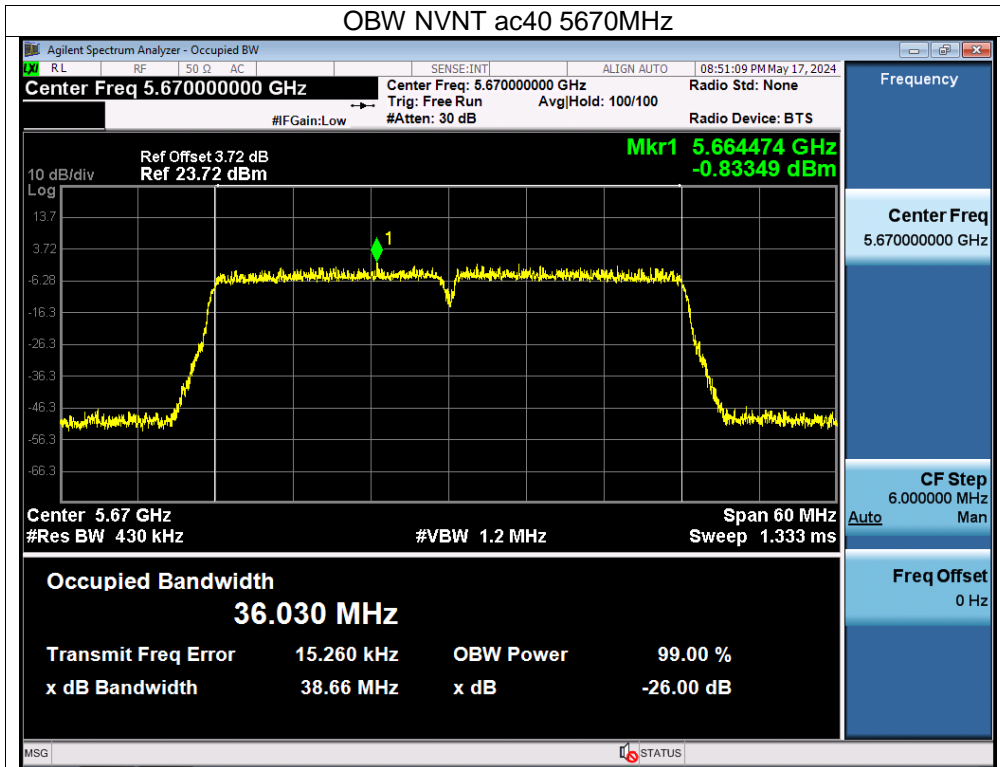 OBW NVNT ac40 5670MHz
Agilent Spectrum Analyzer - Occupied BW
LXI RL RF 50 Ω AC SENSE:INT ALIGN AUTO 08:51:09 PM May 17, 2024
Center Freq 5.670000000 GHz
Center Freq: 5.670000000 GHz Radio Std: None
Trig: Free Run Avg|Hold: 100/100
#IFGain:Low #Atten: 30 dB Radio Device: BTS
Mkr1 5.664474 GHz
-0.83349 dBm
Ref Offset 3.72 dB
10 dB/div Ref 23.72 dBm
Log
13.7
1
3.72
-6.28
-16.3
-26.3
-36.3
-46.3
-56.3
-66.3
Center 5.67 GHz Span 60 MHz
#Res BW 430 kHz #VBW 1.2 MHz Sweep 1.333 ms
Occupied Bandwidth
36.030 MHz
Transmit Freq Error 15.260 kHz OBW Power 99.00 %
x dB Bandwidth 38.66 MHz x dB -26.00 dB
MSG STATUS
Frequency
Center Freq
5.670000000 GHz
CF Step
6.000000 MHz
Auto Man
Freq Offset
0 Hz